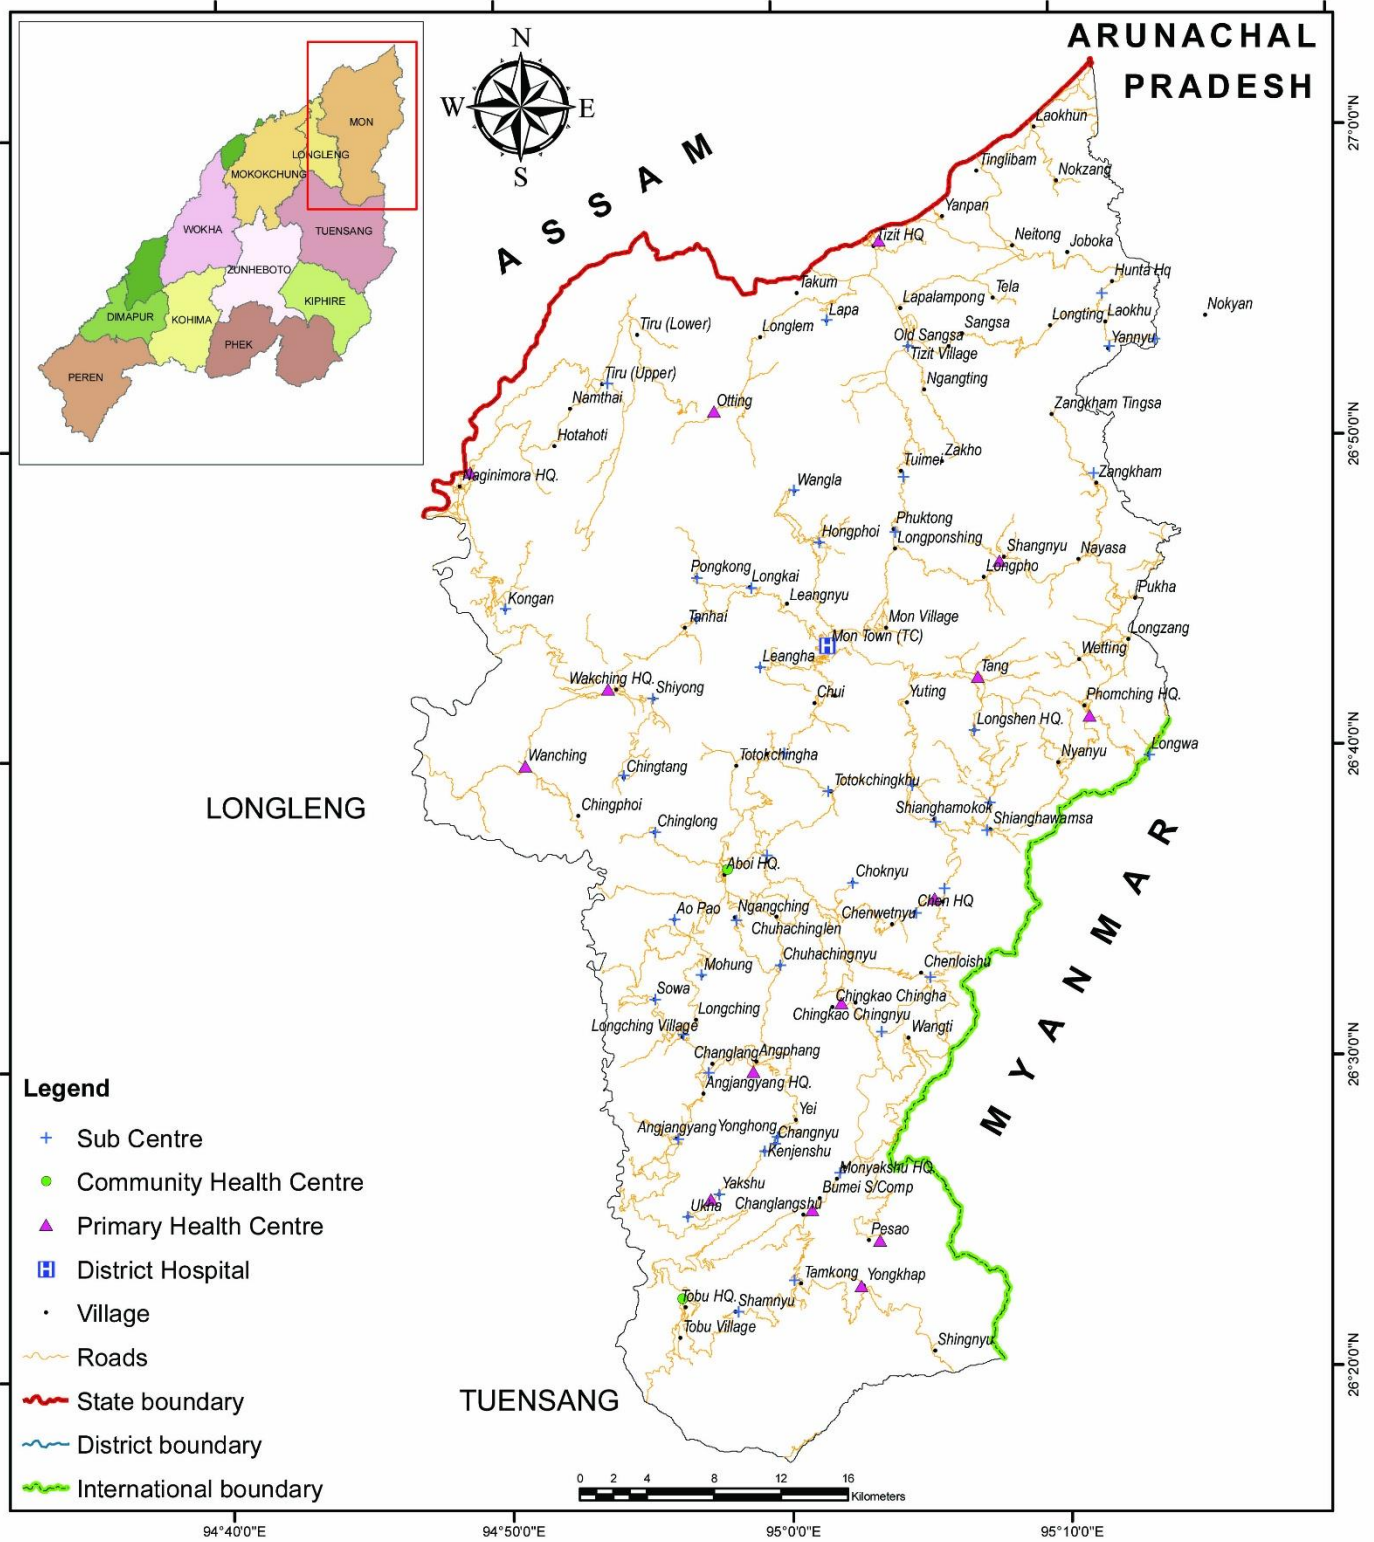 ARUNACHAL
PRADESH
N
W
E
S
ASSAM
MON
LONGLENG
MOKOKCHUNG
WOKHA
TUENSANG
ZUNHEBOTO
KIPHIRE
DIMAPUR
KOHIMA
PHEK
PEREN
Laokhun
Tinglibam
Nokzang
Yanpan
Tizit HQ
Neitong
Joboka
Hunta Hq
Takum
Lapalampong
Tela
Nokyan
Lapa
Longting
Laokhu
Tiru (Lower)
Longlem
Sangsa
Old Sangsa
Yannyu
Tizit Village
Tiru (Upper)
Ngangting
Namthai
Otting
Zangkham Tingsa
Hotahoti
Zakho
Tuimei
Naginimora HQ.
Zangkham
Wangla
Phuktong
Hongphoi
Longponshing
Shangnyu
Nayasa
Pongkong
Longkai
Longpho
Pukha
Kongan
Leangnyu
Tanhai
Mon Village
Mon Town (TC)
Longzang
Leangha
Wetting
Tang
Wakching HQ.
Shiyong
Chui
Yuting
Phomching HQ.
Longshen HQ.
Longwa
Wanching
Totokchingha
Nyanyu
Chingtang
Totokchingkhu
LONGLENG
Chingphoi
Shianghamokok
Chinglong
Shianghawamsa
MYANMAR
Aboi HQ.
Choknyu
Chen HQ
Ao Pao
Ngangching
Chenwetnyu
Chuhachinglen
Chuhachingnyu
Mohung
Chenloishu
Sowa
Chingkao Chingha
Longching
Chingkao Chingnyu
Longching Village
Wangti
Changlang
Angphang
Angjangyang HQ.
Yei
Angjangyang
Yonghong
Changnyu
Kenjenshu
Monyakshu HQ.
Yakshu
Bumei S/Comp
Ukha
Changlangshu
Pesao
Tamkong
Yongkhap
Tobu HQ.
Shamnyu
Tobu Village
Shingnyu
TUENSANG
Legend
Sub Centre
Community Health Centre
Primary Health Centre
H District Hospital
Village
Roads
State boundary
District boundary
International boundary
0 2 4 8 12 16
Kilometers
94°40'0"E
94°50'0"E
95°0'0"E
95°10'0"E
27°0'0"N
26°50'0"N
26°40'0"N
26°30'0"N
26°20'0"N
H